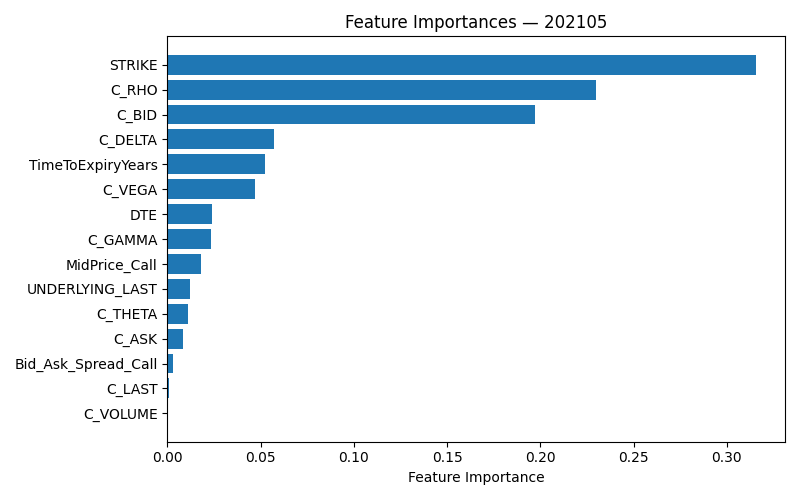 Feature Importances — 202105
STRIKE
C_RHO
C_BID
C_DELTA
TimeToExpiryYears
C_VEGA
DTE
C_GAMMA
MidPrice_Call
UNDERLYING_LAST
C_THETA
C_ASK
Bid_Ask_Spread_Call
C_LAST
C_VOLUME
0.00 0.05 0.10 0.15 0.20 0.25 0.30
Feature Importance